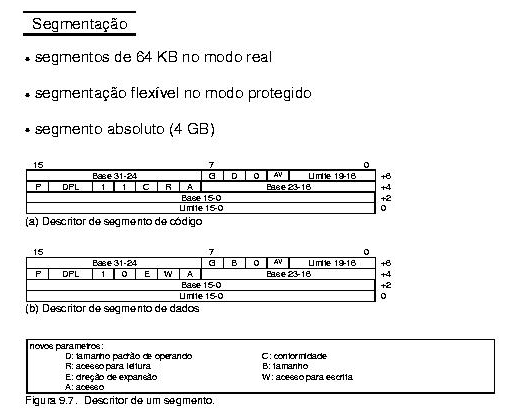 Segmentação
• segmentos de 64 KB no modo real
• segmentação flexível no modo protegido
• segmento absoluto (4 GB)
15 7 0
Base 31-24 G D 0 AV Limite 19-16 +6
P DPL 1 1 C R A Base 23-16 +4
Base 15-0 +2
Limite 15-0 0
(a) Descritor de segmento de código
15 7 0
Base 31-24 G B 0 AV Limite 19-16 +6
P DPL 1 0 E W A Base 23-16 +4
Base 15-0 +2
Limite 15-0 0
(b) Descritor de segmento de dados
novos parametros:
D: tamanho padrão de operando C: conformidade
R: acesso para leitura B: tamanho
E: direção de expansão W: acesso para escrita
A: acesso
Figura 9.7. Descritor de um segmento.